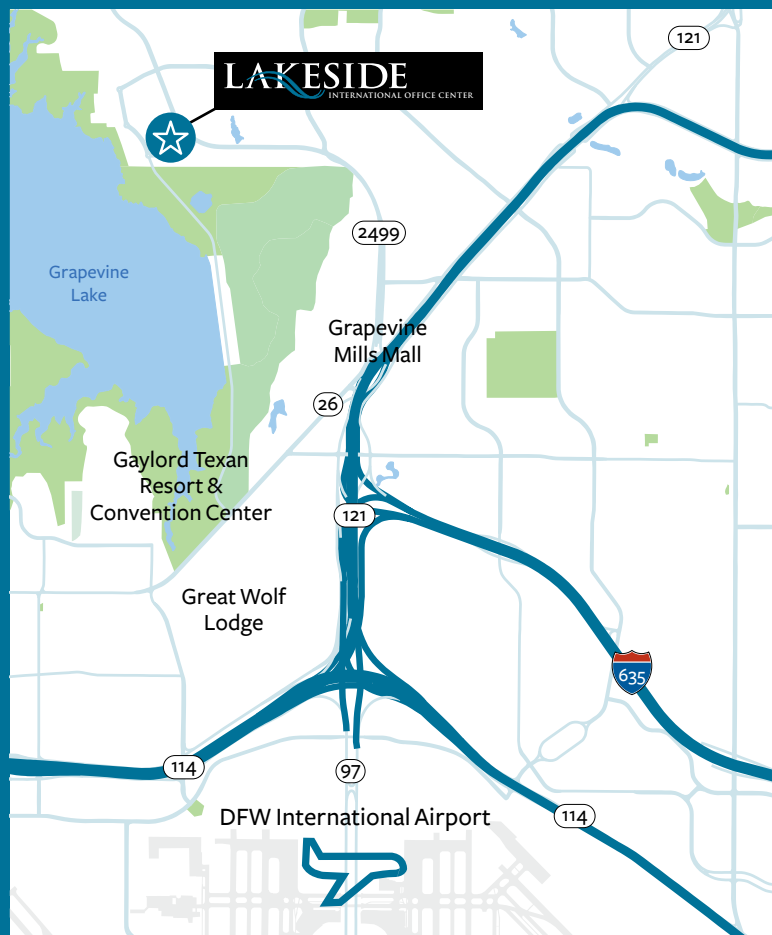 121
LAKESIDE
INTERNATIONAL OFFICE CENTER
2499
Grapevine
Lake
Grapevine
Mills Mall
26
Gaylord Texan
Resort &
Convention Center
121
Great Wolf
Lodge
635
114
97
DFW International Airport
114